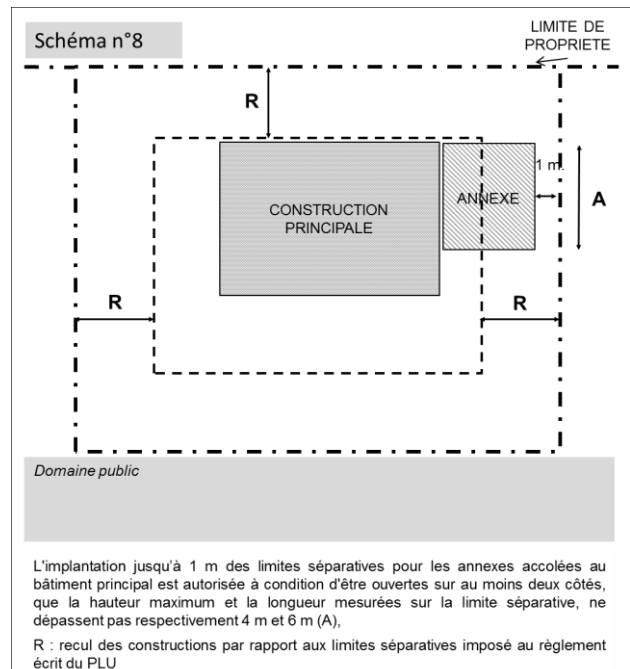 Schéma n°8
LIMITE DE
PROPRIETE
R
1 m.
ANNEXE
A
CONSTRUCTION
PRINCIPALE
R
R
Domaine public
L'implantation jusqu'à 1 m des limites séparatives pour les annexes accolées au
bâtiment principal est autorisée à condition d'être ouvertes sur au moins deux côtés,
que la hauteur maximum et la longueur mesurées sur la limite séparative, ne
dépassent pas respectivement 4 m et 6 m (A),
R : recul des constructions par rapport aux limites séparatives imposé au règlement
écrit du PLU